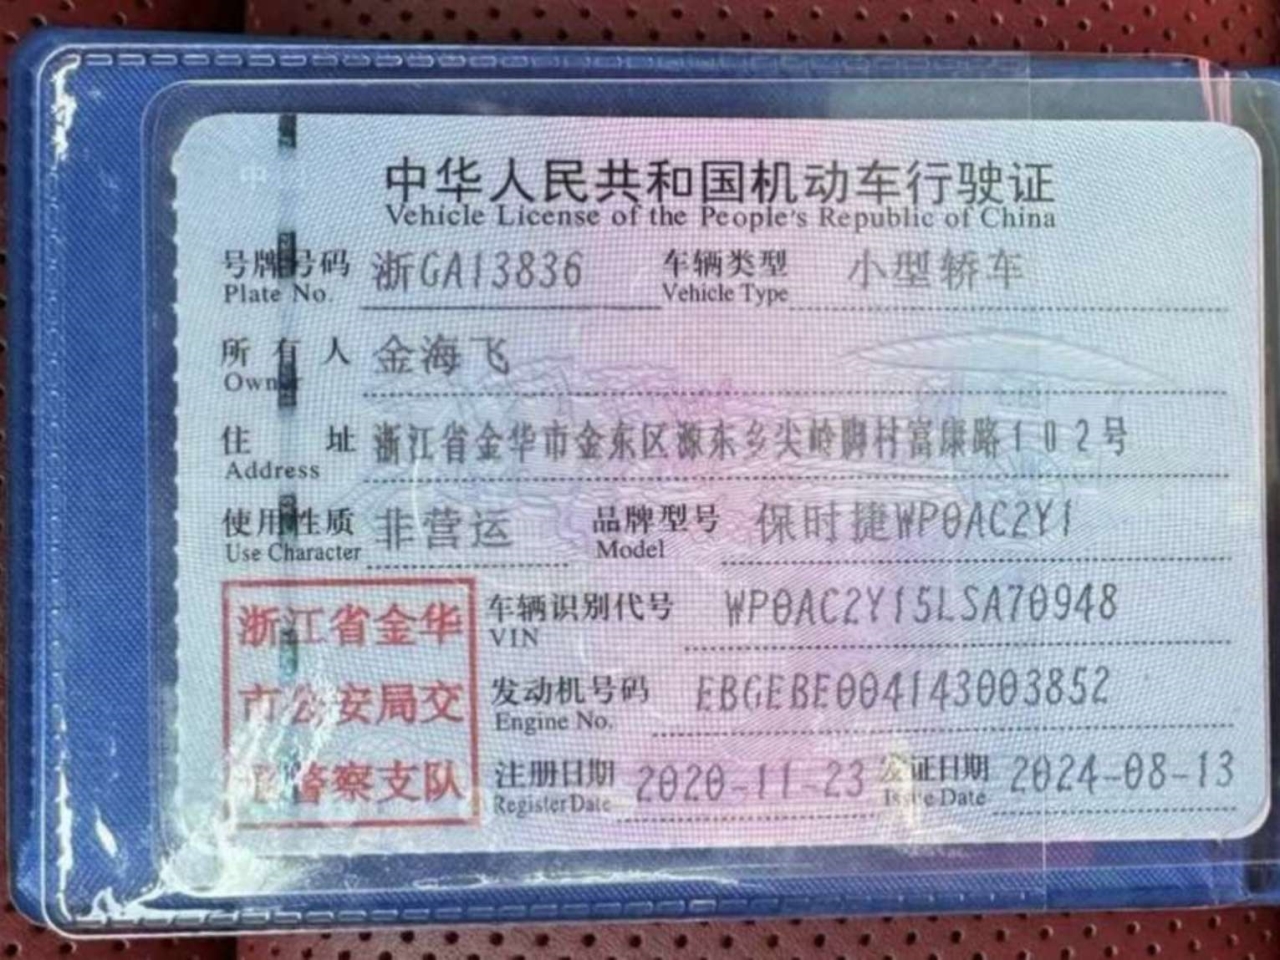 中华人民共和国机动车行驶证
Vehicle License of the People's Republic of China
号牌号码 浙GA13836 车辆类型 小型轿车
Plate No. Vehicle Type
所有人 金海飞
Owner
住址 浙江省金华市金东区源东乡尖岭脚村富康路102号
Address
使用性质 非营运 品牌型号 保时捷WP0AC2Y1
Use Character Model
浙江省金华
市公安局交
警察支队
车辆识别代号 WP0AC2Y15LSA70948
VIN
发动机号码 EBGEBE004143003852
Engine No.
注册日期 2020-11-23 发证日期 2024-08-13
Register Date Issue Date